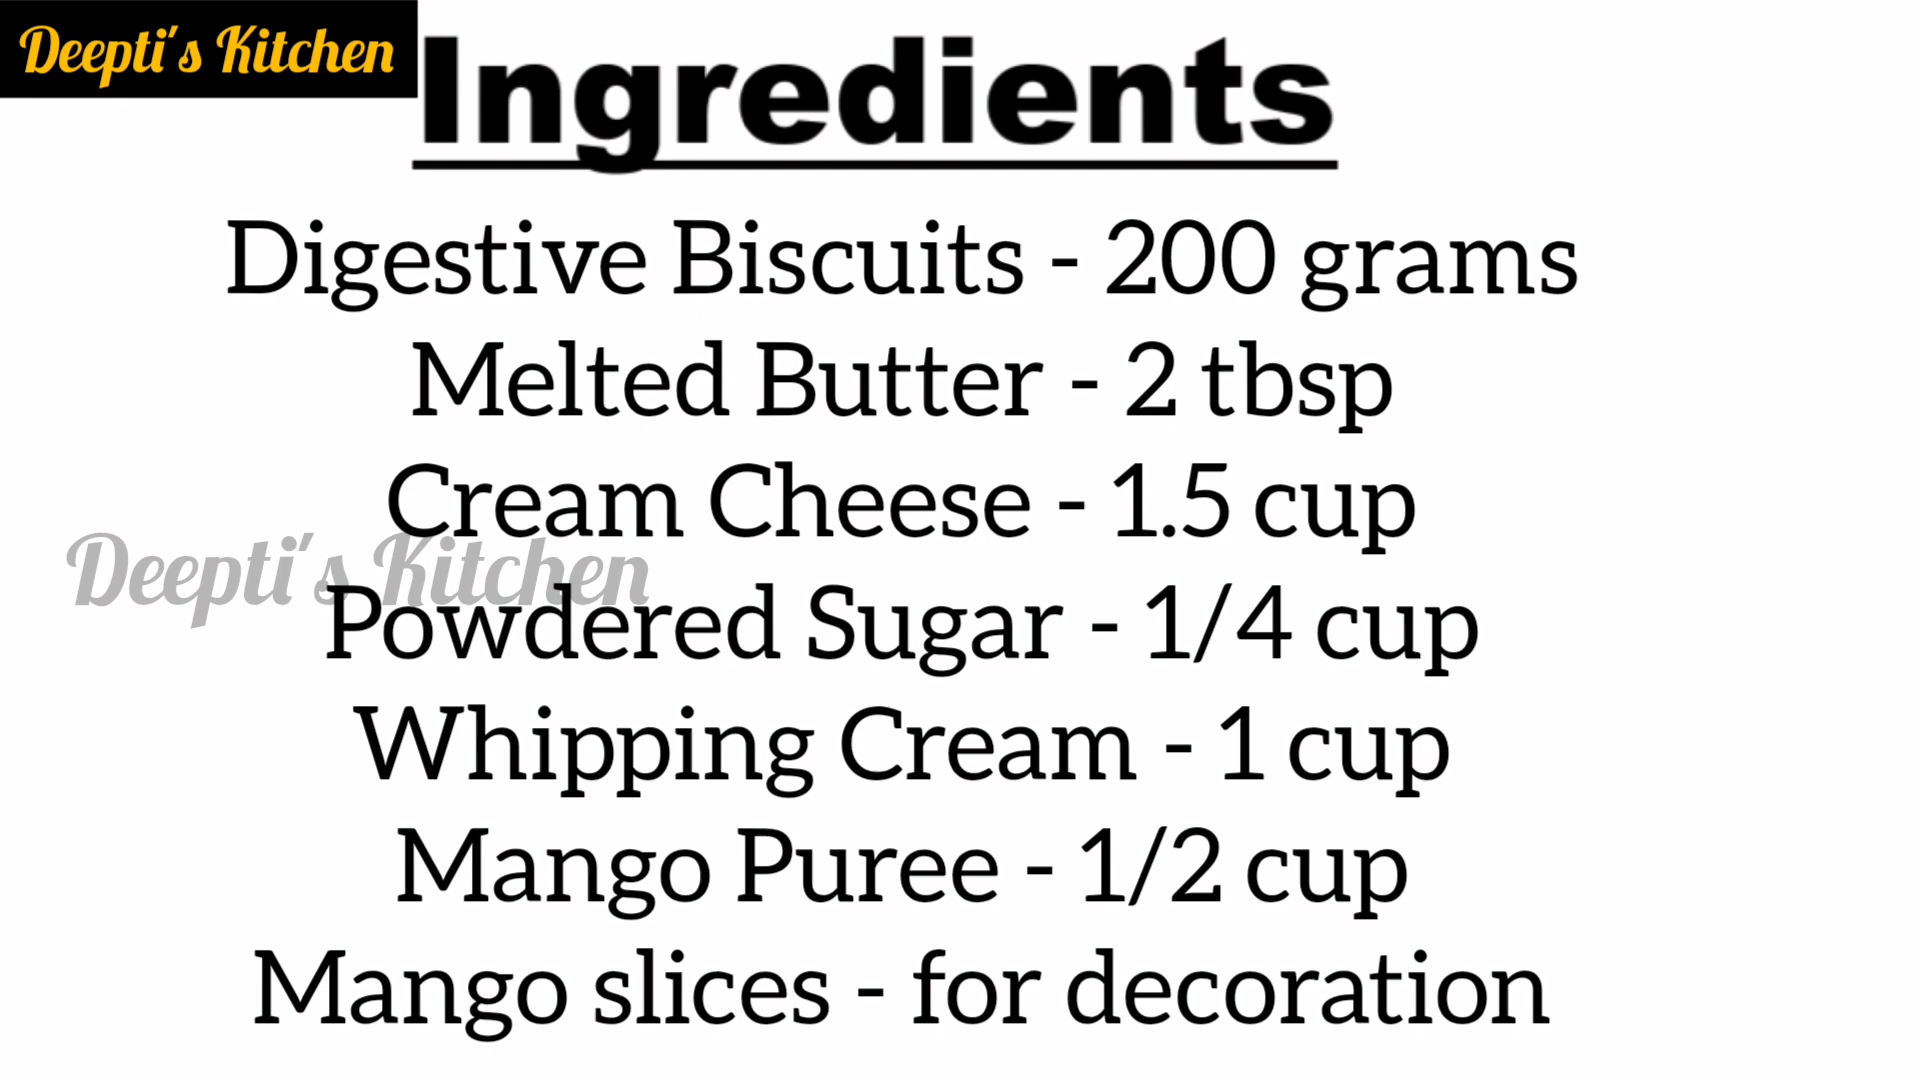 Deepti's Kitchen
Ingredients
Digestive Biscuits - 200 grams
Melted Butter - 2 tbsp
Cream Cheese - 1.5 cup
Deepti's Kitchen
Powdered Sugar - 1/4 cup
Whipping Cream - 1 cup
Mango Puree - 1/2 cup
Mango slices - for decoration